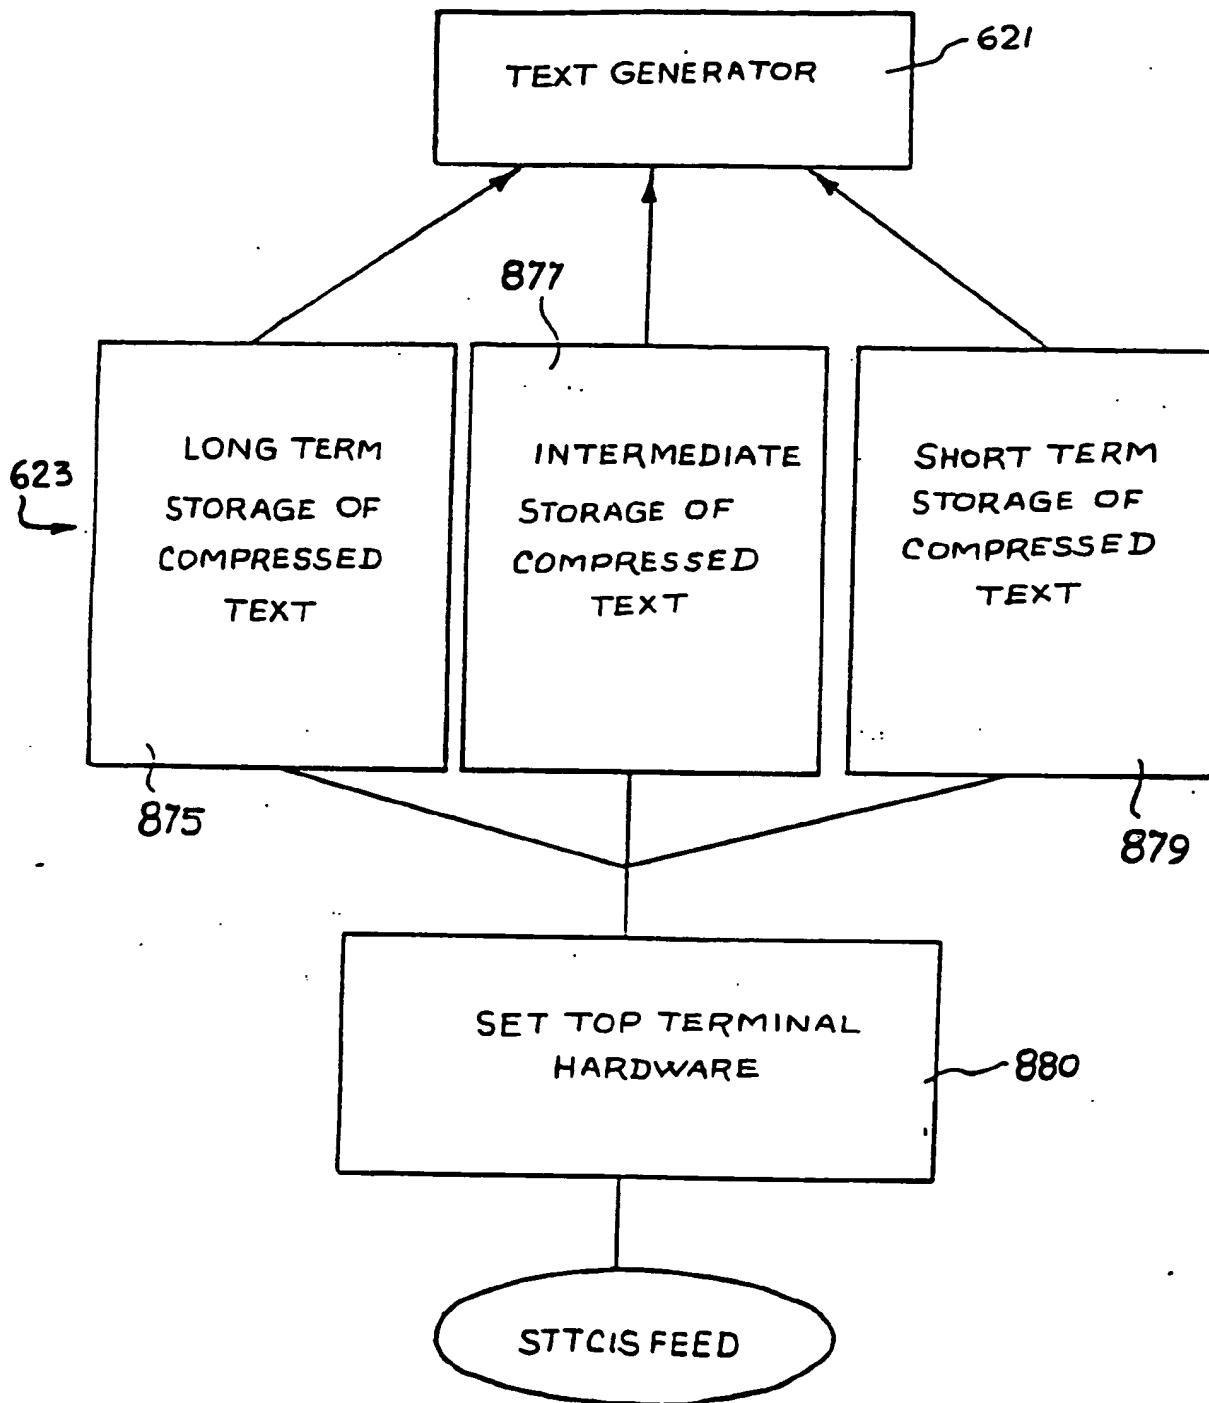 TEXT GENERATOR
621
877
623
LONG TERM
STORAGE OF
COMPRESSED
TEXT
INTERMEDIATE
STORAGE OF
COMPRESSED
TEXT
SHORT TERM
STORAGE OF
COMPRESSED
TEXT
875
879
SET TOP TERMINAL
HARDWARE
880
STTCIS FEED